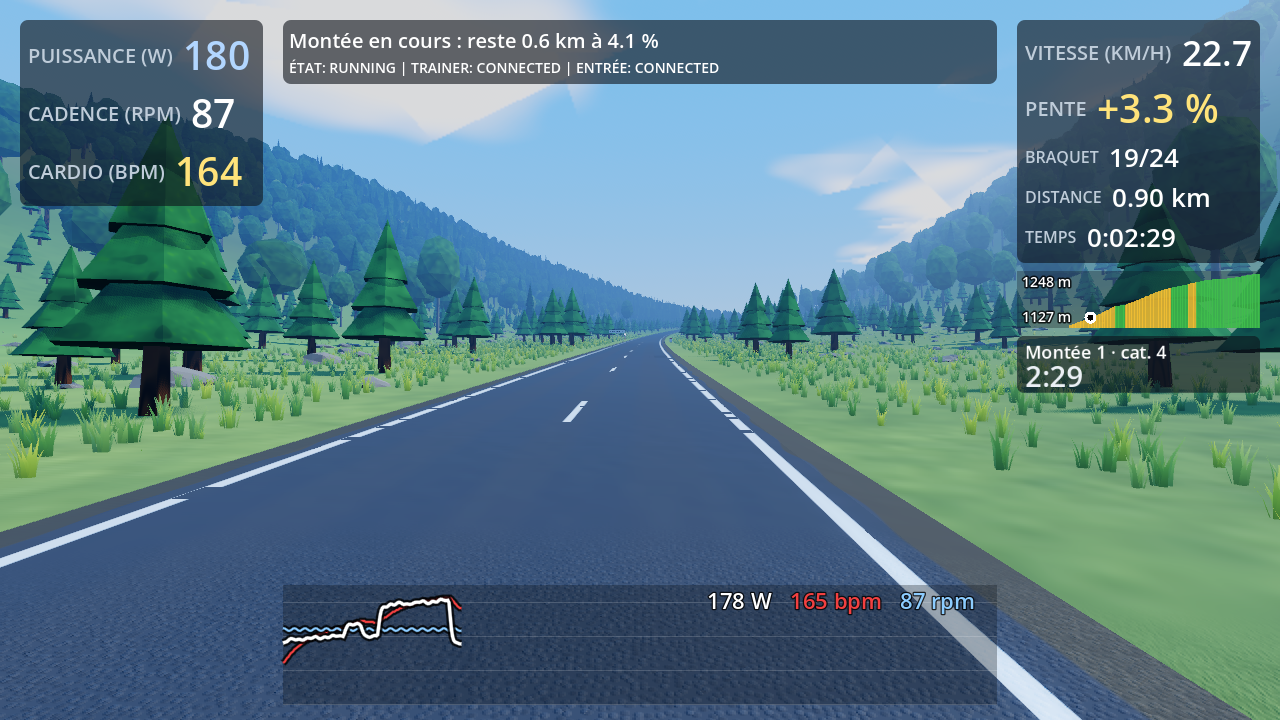 PUISSANCE (W) 180
CADENCE (RPM) 87
CARDIO (BPM) 164
Montée en cours : reste 0.6 km à 4.1 %
ÉTAT: RUNNING | TRAINER: CONNECTED | ENTRÉE: CONNECTED
VITESSE (KM/H) 22.7
PENTE +3.3 %
BRAQUET 19/24
DISTANCE 0.90 km
TEMPS 0:02:29
1248 m
1127 m
Montée 1 · cat. 4
2:29
178 W 165 bpm 87 rpm